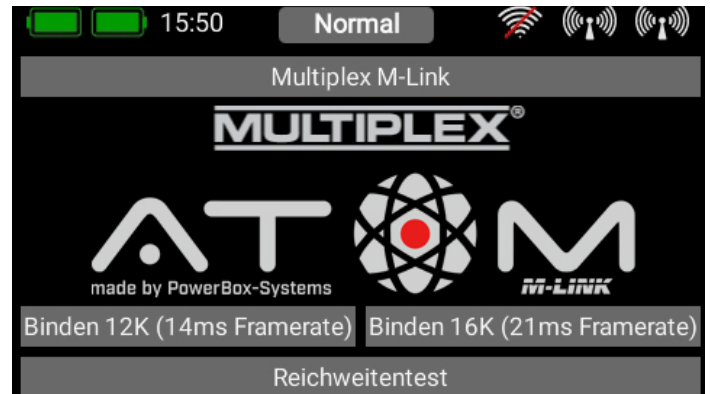 15:50 Normal
Multiplex M-Link
MULTIPLEX®
ATOM
made by PowerBox-Systems M-LINK
Binden 12K (14ms Framerate) Binden 16K (21ms Framerate)
Reichweitentest